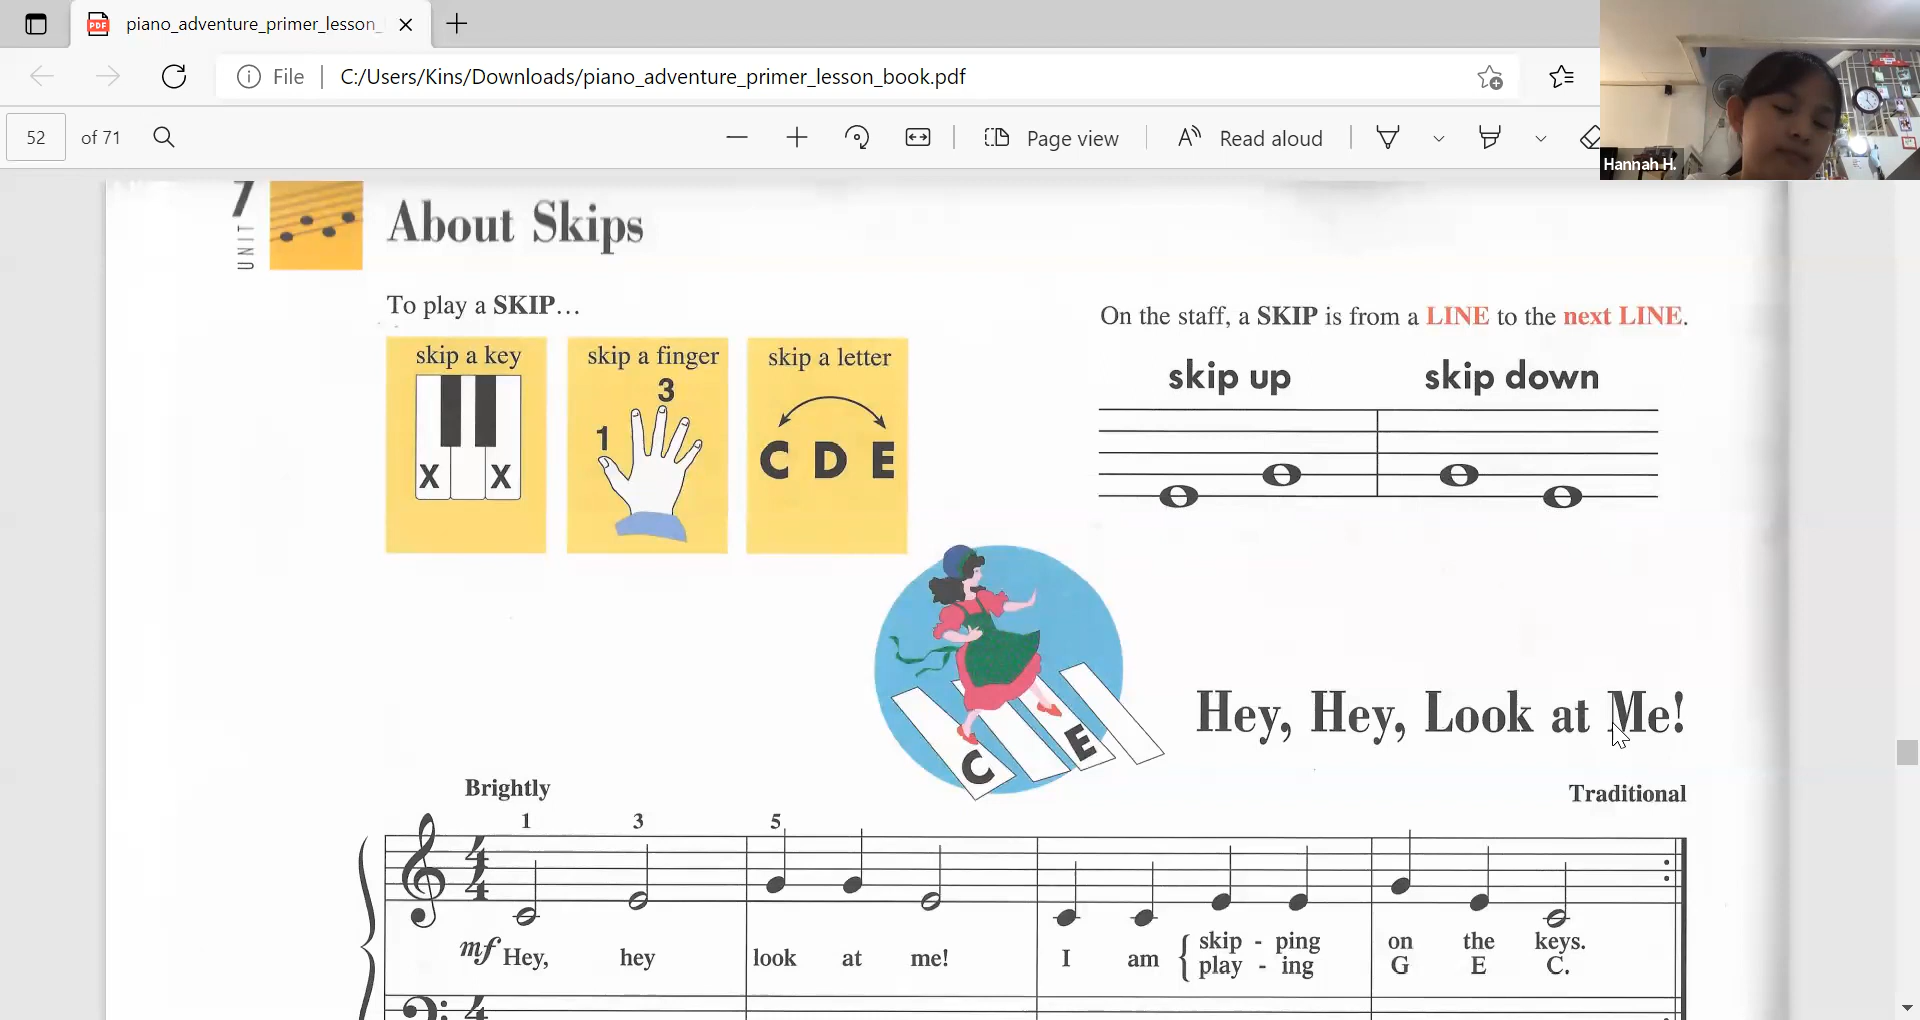 piano_adventure_primer_lesson_
File
C:/Users/Kins/Downloads/piano_adventure_primer_lesson_book.pdf
52 of 71
Page view
Read aloud
Hannah H.
UNIT 7
About Skips
To play a SKIP...
skip a key
X X
skip a finger
1 3
skip a letter
C D E
On the staff, a SKIP is from a LINE to the next LINE.
skip up
skip down
C E
Hey, Hey, Look at Me!
Brightly
Traditional
1 3 5
4 4
mf Hey, hey look at me! I am skip - ping on the keys.
play - ing G E C.
4